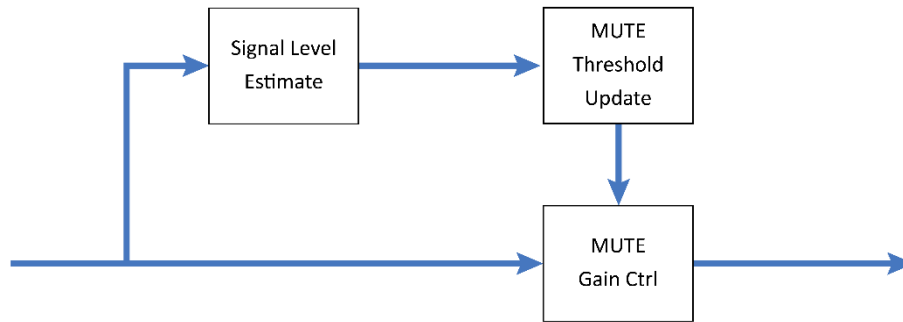 Signal Level
Estimate
MUTE
Threshold
Update
MUTE
Gain Ctrl